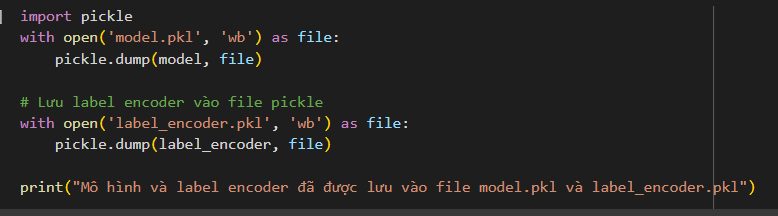 import pickle
with open('model.pkl', 'wb') as file:
    pickle.dump(model, file)

# Lưu label encoder vào file pickle
with open('label_encoder.pkl', 'wb') as file:
    pickle.dump(label_encoder, file)

print("Mô hình và label encoder đã được lưu vào file model.pkl và label_encoder.pkl")